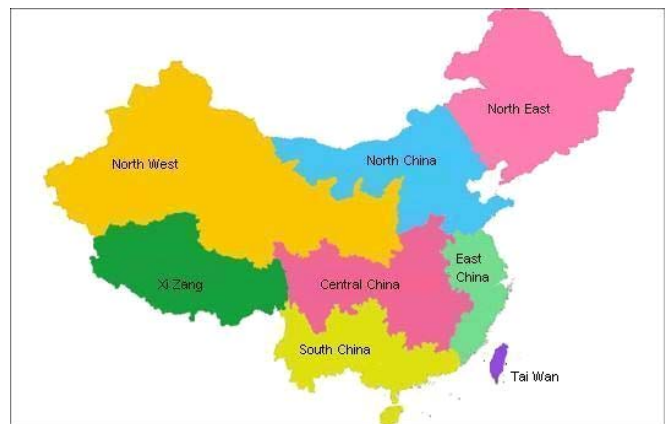 North East
North West
North China
East
China
Xi Zang
Central China
South China
Tai Wan